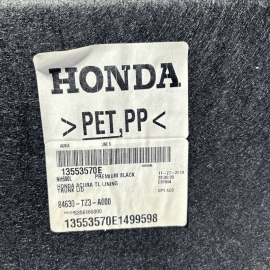 HONDA
>PET,PP<
13553570E
NH900L PREMIUM BLACK
HONDA ACURA TL LINING
TRUNK LID
84630-TZ3-A000
13553570E1499598